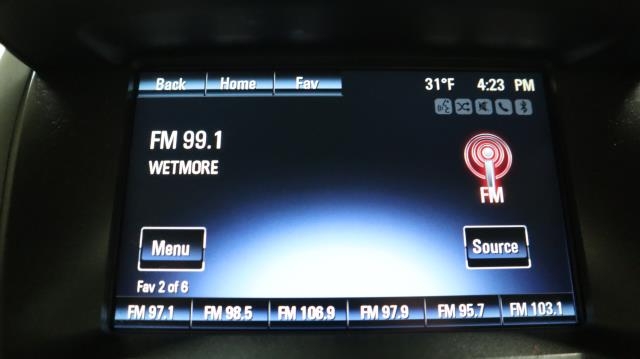 Back Home Fav 31°F 4:23 PM
FM 99.1
WETMORE
FM
Menu Source
Fav 2 of 6
FM 97.1 FM 98.5 FM 106.9 FM 97.9 FM 95.7 FM 103.1